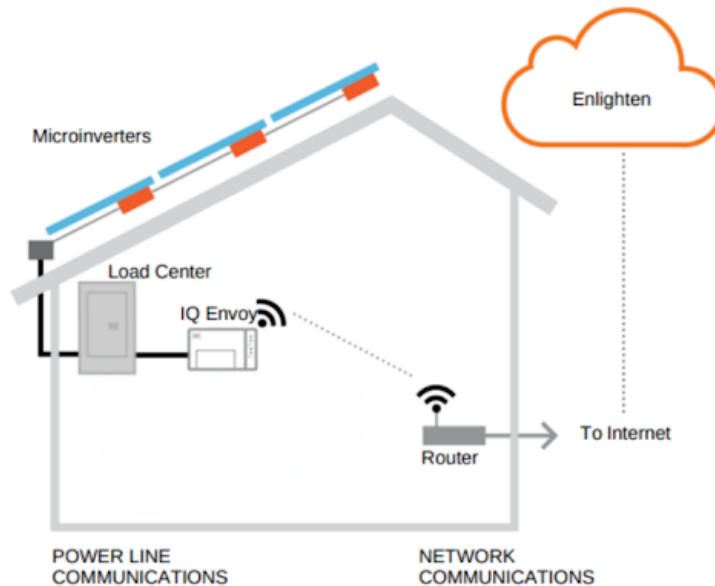 Enlighten
Microinverters
Load Center
IQ Envoy
To Internet
Router
POWER LINE
COMMUNICATIONS
NETWORK
COMMUNICATIONS